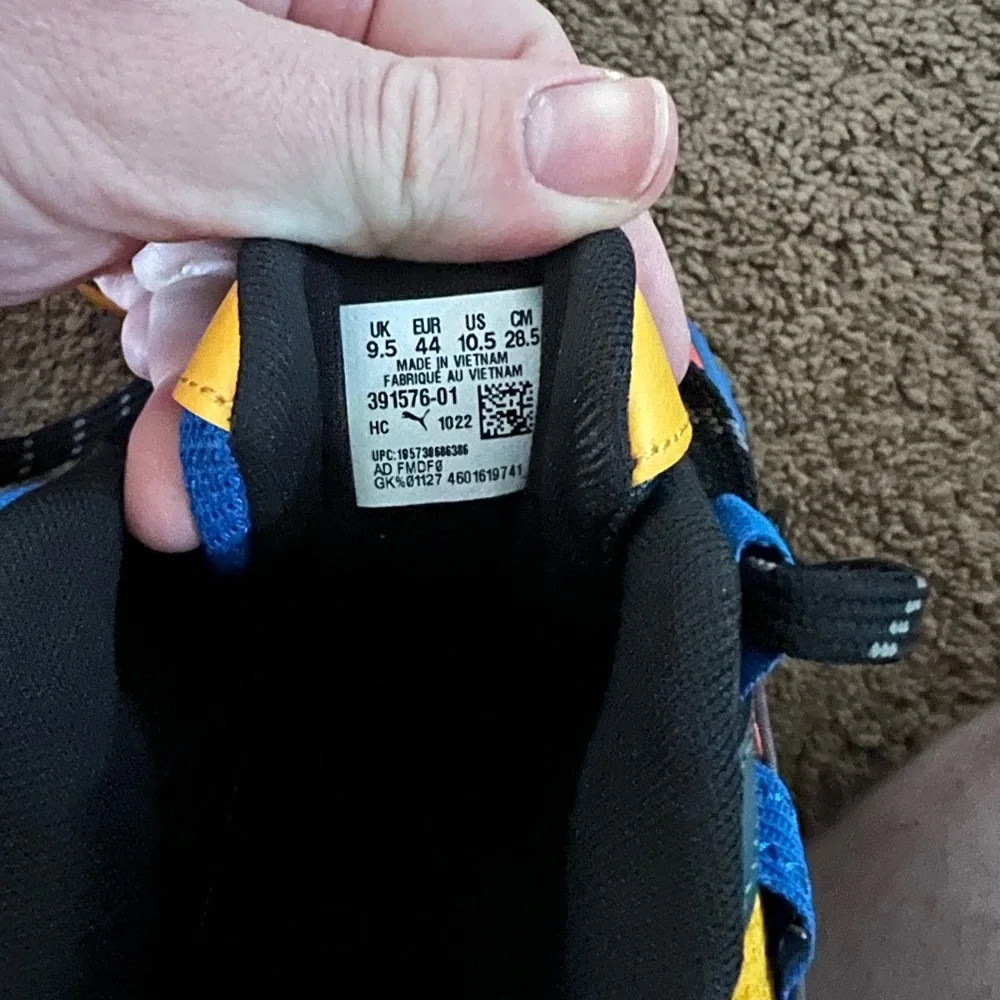 UK EUR US CM
9.5 44 10.5 28.5
MADE IN VIETNAM
FABRIQUÉ AU VIETNAM
391576-01
HC 1022
UPC:195730686386
AD FMDF0
GK%01127 4601619741